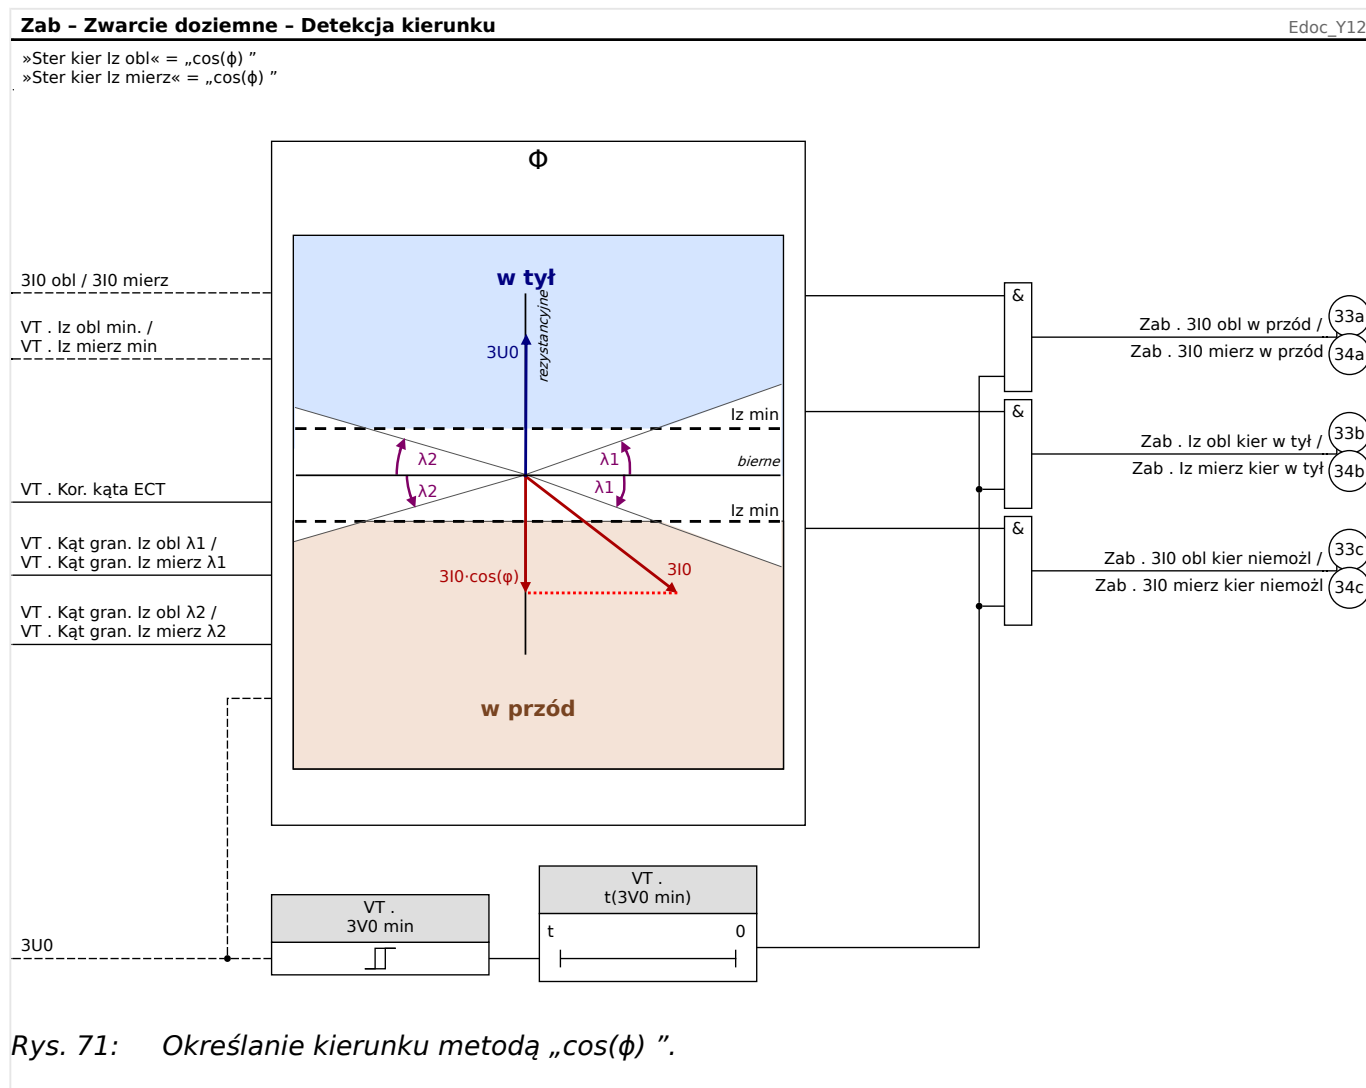 Zab – Zwarcie doziemne – Detekcja kierunku
Edoc_Y12
»Ster kier Iz obl« = „cos(ϕ) ”
»Ster kier Iz mierz« = „cos(ϕ) ”
Φ
w tył
rezystancyjne
3U0
Iz min
λ2
λ1
bierne
λ2
λ1
Iz min
3I0·cos(φ)
3I0
w przód
3I0 obl / 3I0 mierz
VT . Iz obl min. /
VT . Iz mierz min
VT . Kor. kąta ECT
VT . Kąt gran. Iz obl λ1 /
VT . Kąt gran. Iz mierz λ1
VT . Kąt gran. Iz obl λ2 /
VT . Kąt gran. Iz mierz λ2
3U0
VT .
3V0 min
VT .
t(3V0 min)
t
0
&
Zab . 3I0 obl w przód /
33a
Zab . 3I0 mierz w przód
34a
&
Zab . Iz obl kier w tył /
33b
Zab . Iz mierz kier w tył
34b
&
Zab . 3I0 obl kier niemożl /
33c
Zab . 3I0 mierz kier niemożl
34c
Rys. 71: Określanie kierunku metodą „cos(ϕ) ”.